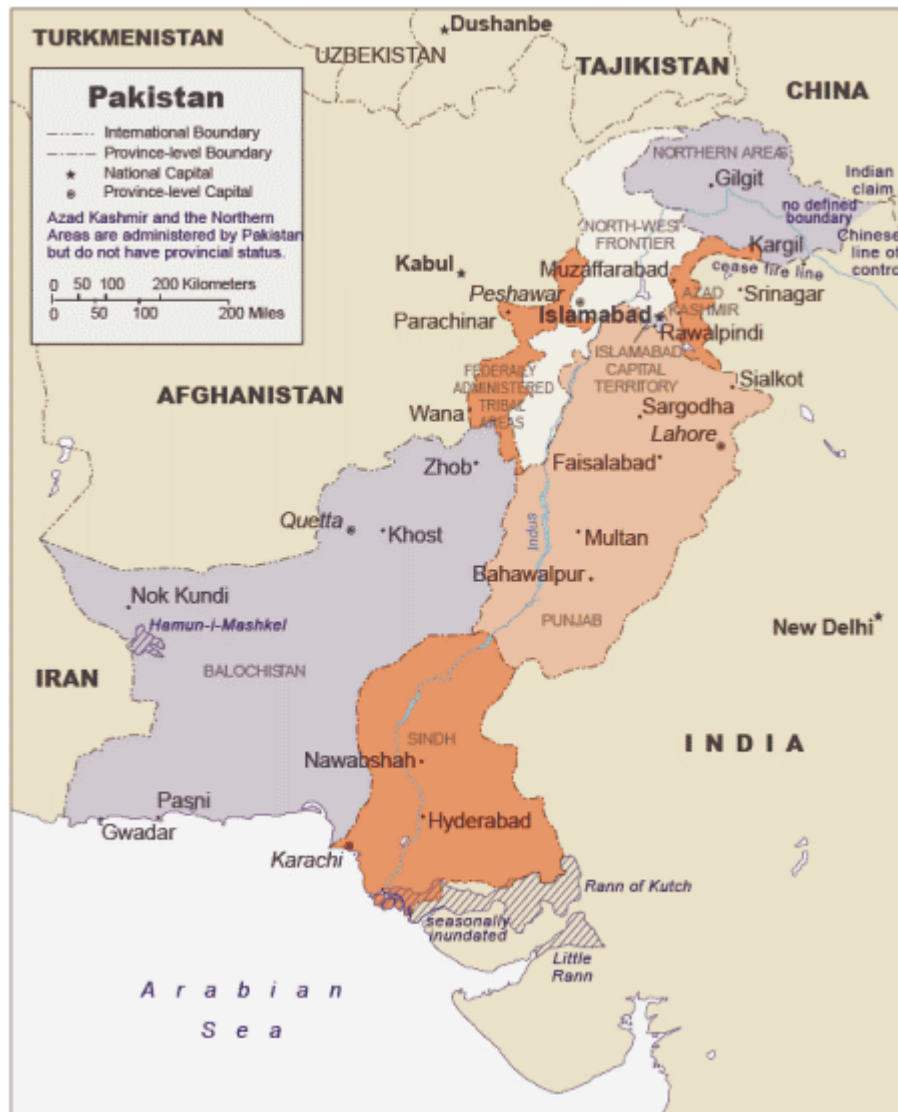 TURKMENISTAN
UZBEKISTAN
Dushanbe
TAJIKISTAN
CHINA
Pakistan
International Boundary
Province-level Boundary
National Capital
Province-level Capital
Azad Kashmir and the Northern
Areas are administered by Pakistan
but do not have provincial status.
0 50 100 200 Kilometers
0 50 100 200 Miles
NORTHERN AREAS
Gilgit
Indian
claim
no defined
boundary
Chinese
line of
control
NORTH-WEST
FRONTIER
Kargil
cease fire line
Kabul
Muzaffarabad
Peshawar
AZAD
KASHMIR
Srinagar
Islamabad
Parachinar
Rawalpindi
ISLAMABAD
CAPITAL
TERRITORY
Sialkot
FEDERALLY
ADMINISTERED
TRIBAL
AREAS
AFGHANISTAN
Wana
Sargodha
Lahore
Zhob
Faisalabad
Quetta
Khost
Indus
Multan
Bahawalpur
Nok Kundi
Hamun-i-Mashkel
PUNJAB
New Delhi
IRAN
BALOCHISTAN
SINDH
INDIA
Nawabshah
Pasni
Gwadar
Hyderabad
Karachi
Rann of Kutch
seasonally
inundated
Little
Rann
Arabian
Sea